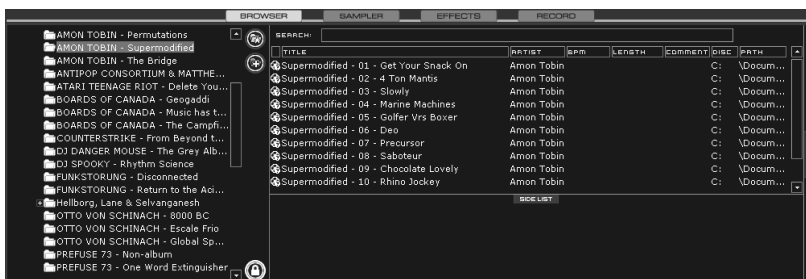 BROWSER SAMPLER EFFECTS RECORD
AMON TOBIN - Permutations
AMON TOBIN - Supermodified
AMON TOBIN - The Bridge
ANTIPOP CONSORTIUM & MATTHE...
ATARI TEENAGE RIOT - Delete You...
BOARDS OF CANADA - Geogaddi
BOARDS OF CANADA - Music has t...
BOARDS OF CANADA - The Campfi...
COUNTERSTRIKE - From Beyond t...
DJ DANGER MOUSE - The Grey Alb...
DJ SPOOKY - Rhythm Science
FUNKSTORUNG - Disconnected
FUNKSTORUNG - Return to the Aci...
Hellborg, Lane & Selvanganesh
OTTO VON SCHINACH - 8000 BC
OTTO VON SCHINACH - Escale Frio
OTTO VON SCHINACH - Global Sp...
PREFUSE 73 - Non-album
PREFUSE 73 - One Word Extinguisher
SEARCH:
TITLE ARTIST BPM LENGTH COMMENT DISC PATH
Supermodified - 01 - Get Your Snack On Amon Tobin C: \Docum...
Supermodified - 02 - 4 Ton Mantis Amon Tobin C: \Docum...
Supermodified - 03 - Slowly Amon Tobin C: \Docum...
Supermodified - 04 - Marine Machines Amon Tobin C: \Docum...
Supermodified - 05 - Golfer Vrs Boxer Amon Tobin C: \Docum...
Supermodified - 06 - Deo Amon Tobin C: \Docum...
Supermodified - 07 - Precursor Amon Tobin C: \Docum...
Supermodified - 08 - Saboteur Amon Tobin C: \Docum...
Supermodified - 09 - Chocolate Lovely Amon Tobin C: \Docum...
Supermodified - 10 - Rhino Jockey Amon Tobin C: \Docum...
SIDE LIST